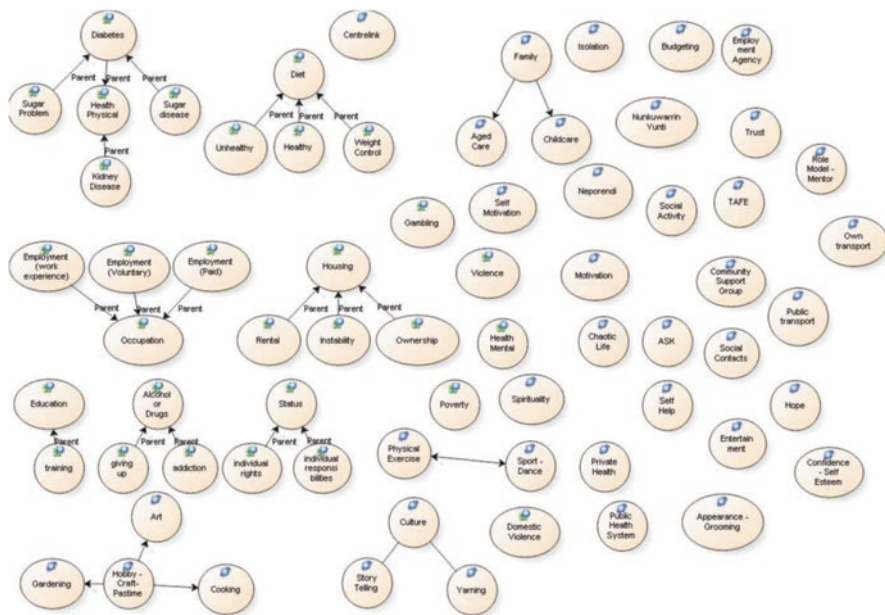 Diabetes
Parent
Parent
Parent
Sugar
Problem
Health
Physical
Sugar
disease
Parent
Kidney
Disease
Centrelink
Diet
Parent
Parent
Parent
Unhealthy
Healthy
Weight
Control
Family
Aged
Care
Childcare
Isolation
Budgeting
Employ
ment
Agency
Nunkuwarrin
Yunti
Trust
Role
Model -
Mentor
Gambling
Self
Motivation
Neporendi
Social
Activity
TAFE
Own
transport
Employment
(work
experience)
Employment
(Voluntary)
Employment
(Paid)
Parent
Parent
Parent
Occupation
Housing
Parent
Parent
Parent
Rental
Instability
Ownership
Violence
Motivation
Community
Support
Group
Public
transport
Health
Mental
Chaotic
Life
ASK
Social
Contacts
Education
Parent
training
Alcohol
or
Drugs
Parent
Parent
giving
up
addiction
Status
Parent
Parent
individual
rights
individual
responsi
bilities
Poverty
Spirituality
Self
Help
Hope
Physical
Exercise
Sport -
Dance
Private
Health
Entertain
ment
Confidence
- Self
Esteem
Art
Gardening
Hobby -
Craft-
Pastime
Cooking
Culture
Story
Telling
Yarning
Domestic
Violence
Public
Health
System
Appearance -
Grooming